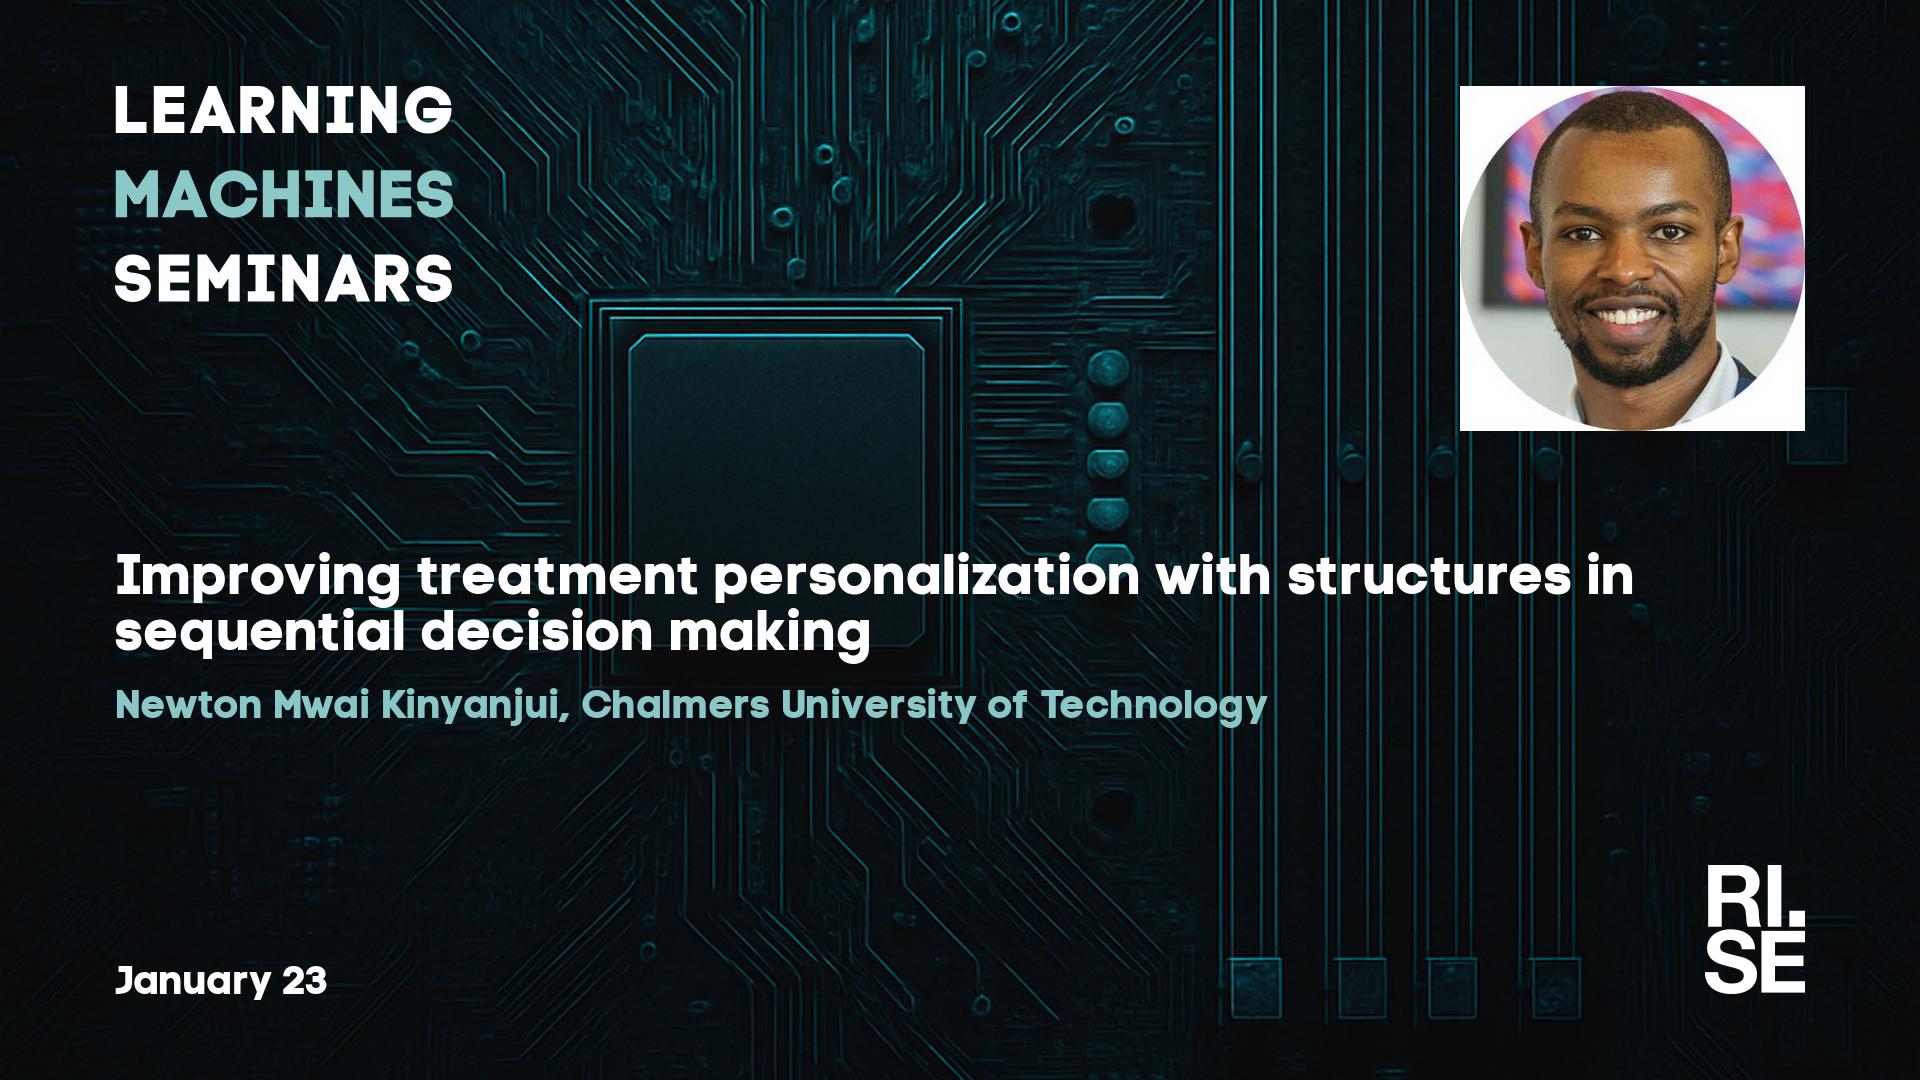 LEARNING
MACHINES
SEMINARS
Improving treatment personalization with structures in
sequential decision making
Newton Mwai Kinyanjui, Chalmers University of Technology
January 23
RI.
SE